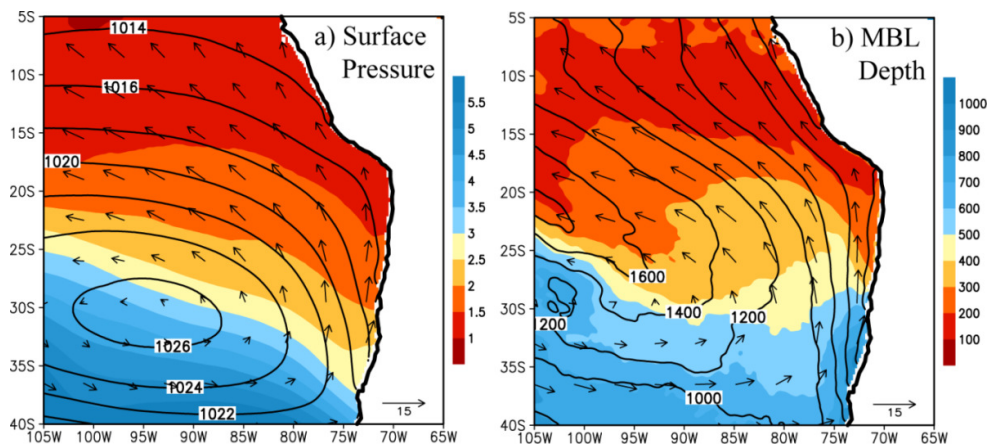 a) Surface
Pressure
5S
10S
15S
20S
25S
30S
35S
40S
105W 100W 95W 90W 85W 80W 75W 70W 65W
1014
1016
1020
1026
1024
1022
15
5.5
5
4.5
4
3.5
3
2.5
2
1.5
1
b) MBL
Depth
5S
10S
15S
20S
25S
30S
35S
40S
105W 100W 95W 90W 85W 80W 75W 70W 65W
1600
1400
1200
1200
1000
15
1000
900
800
700
600
500
400
300
200
100